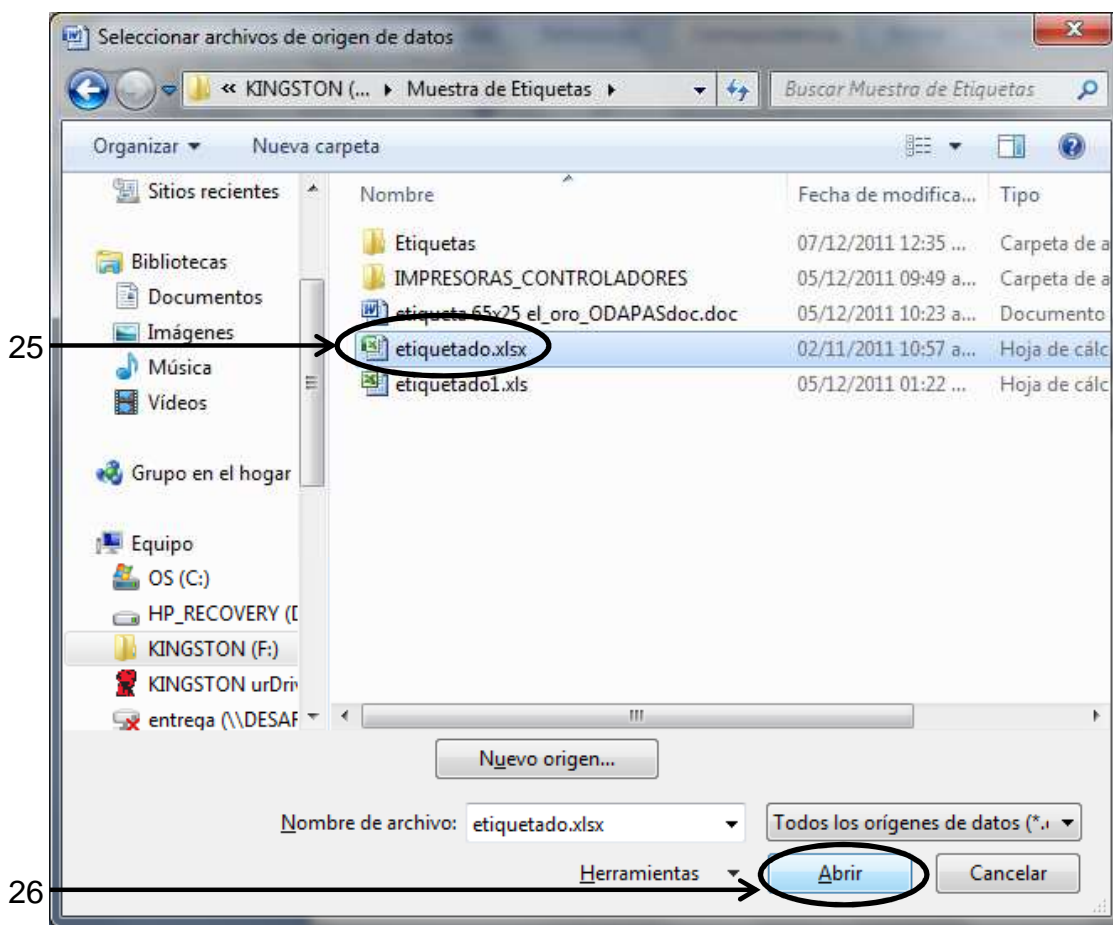 Seleccionar archivos de origen de datos
« KINGSTON (... ▸ Muestra de Etiquetas ▸
Buscar Muestra de Etiquetas
Organizar
Nueva carpeta
Sitios recientes
Bibliotecas
Documentos
Imágenes
Música
Vídeos
Grupo en el hogar
Equipo
OS (C:)
HP_RECOVERY (D
KINGSTON (F:)
KINGSTON urDriv
entrega (\\DESAR
Nombre Fecha de modifica... Tipo
Etiquetas 07/12/2011 12:35 ... Carpeta de a
IMPRESORAS_CONTROLADORES 05/12/2011 09:49 a... Carpeta de a
etiqueta 65x25 el_oro_ODAPASdoc.doc 05/12/2011 10:23 a... Documento
25
etiquetado.xlsx 02/11/2011 10:57 a... Hoja de cálc
etiquetado1.xls 05/12/2011 01:22 ... Hoja de cálc
Nuevo origen...
Nombre de archivo: etiquetado.xlsx Todos los orígenes de datos (*.
26
Herramientas Abrir Cancelar